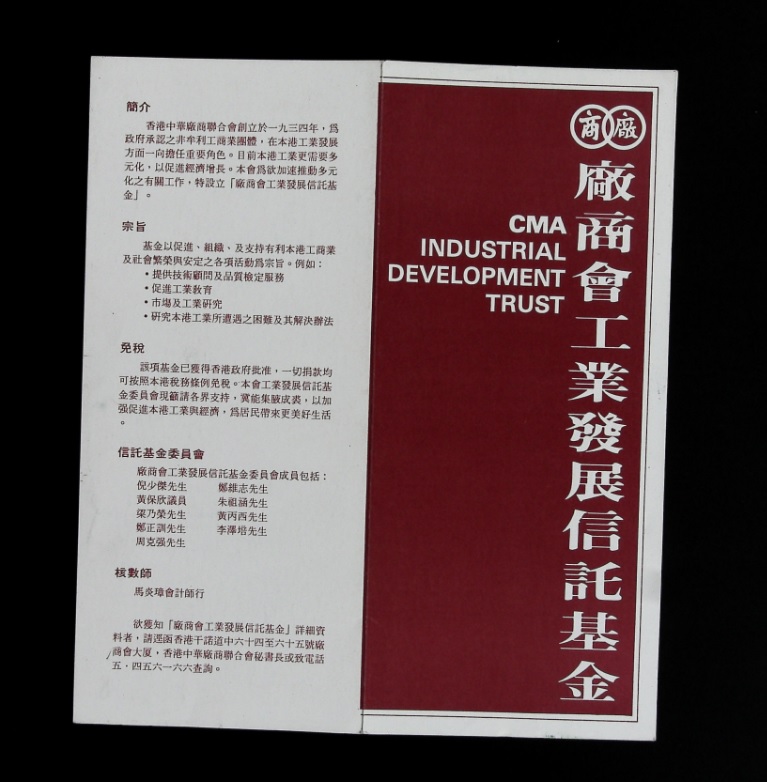 簡介
香港中華廠商聯合會創立於一九三四年，爲
政府承認之非牟利工商業團體，在本港工業發展
方面一向擔任重要角色。目前本港工業更需要多
元化，以促進經濟增長。本會爲欲加速推動多元
化之有關工作，特設立「廠商會工業發展信託基
金」。
宗旨
基金以促進、組織、及支持有利本港工商業
及社會繁榮與安定之各項活動爲宗旨。例如：
•提供技術顧問及品質檢定服務
•促進工業敎育
•市場及工業研究
•研究本港工業所遭遇之困難及其解決辦法
免稅
該項基金已獲得香港政府批准，一切捐款均
可按照本港稅務條例免稅。本會工業發展信託基
金委員會現籲請各界支持，冀能集腋成裘，以加
强促進本港工業與經濟，爲居民帶來更美好生活
。
信託基金委員會
廠商會工業發展信託基金委員會成員包括：
倪少傑先生 鄭維志先生
黃保欣議員 朱祖涵先生
梁乃榮先生 黃丙西先生
鄭正訓先生 李澤培先生
周克强先生
核數師
馬炎璋會計師行
欲獲知「廠商會工業發展信託基金」詳細資
料者，請逕函香港干諾道中六十四至六十五號廠
商會大厦，香港中華廠商聯合會秘書長或致電話
五‧四五六一六六查詢。
商廠
CMA
INDUSTRIAL
DEVELOPMENT
TRUST
廠商會工業發展信託基金